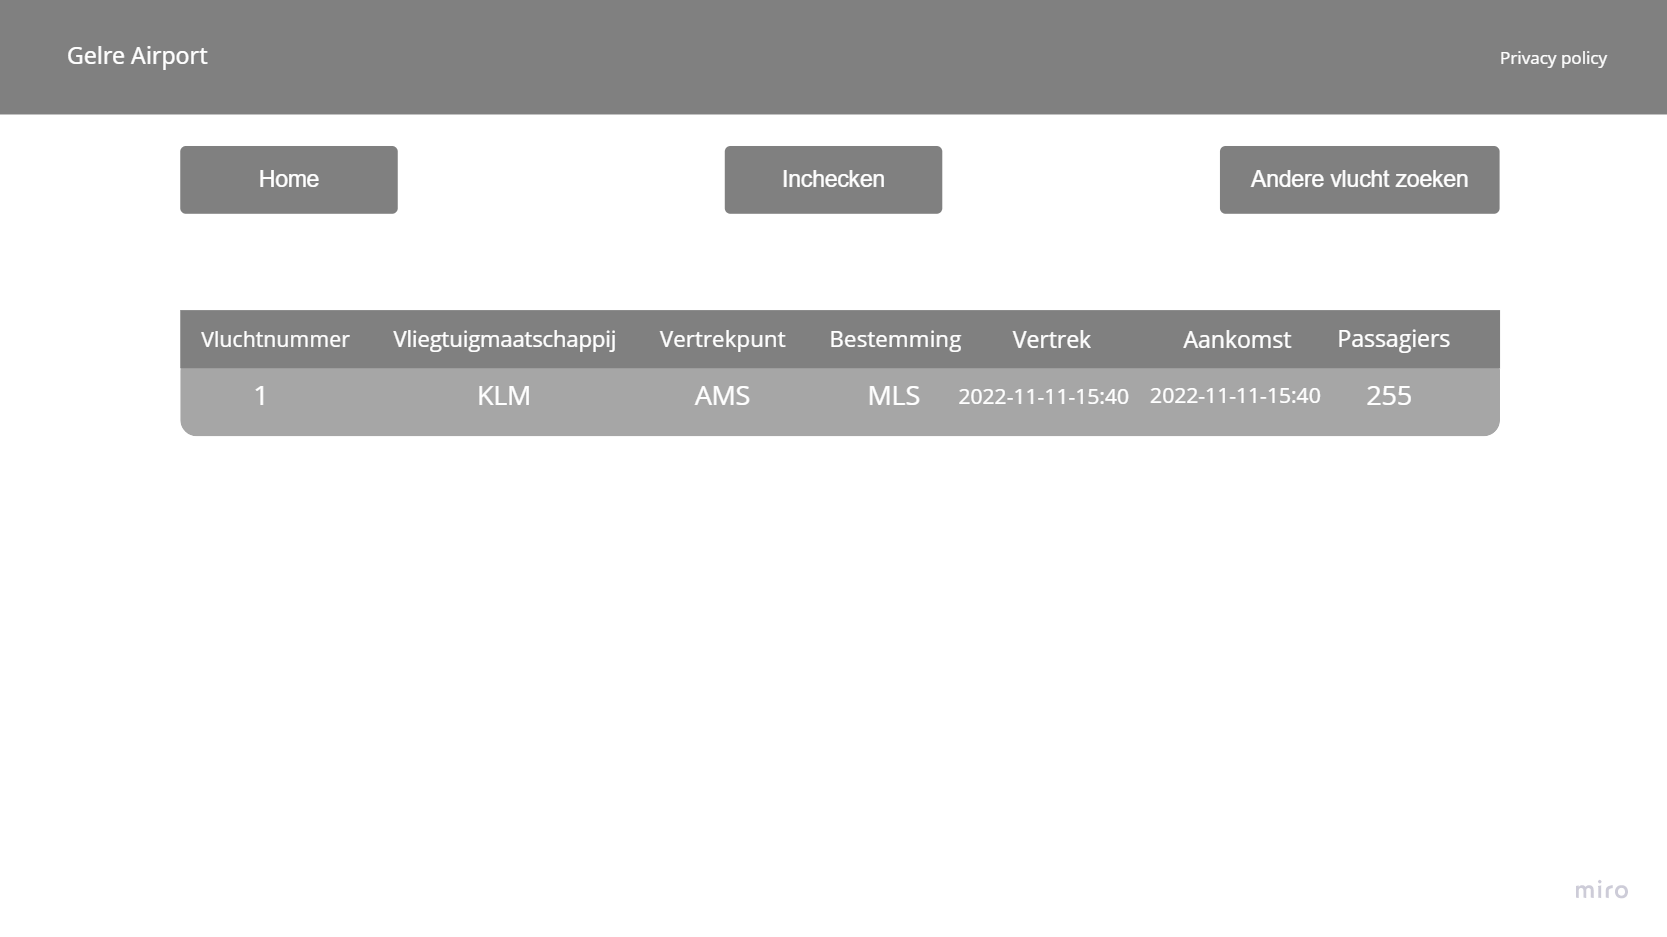 Gelre Airport
Privacy policy
Home
Inchecken
Andere vlucht zoeken
Vluchtnummer Vliegtuigmaatschappij Vertrekpunt Bestemming Vertrek Aankomst Passagiers
1 KLM AMS MLS 2022-11-11-15:40 2022-11-11-15:40 255
miro